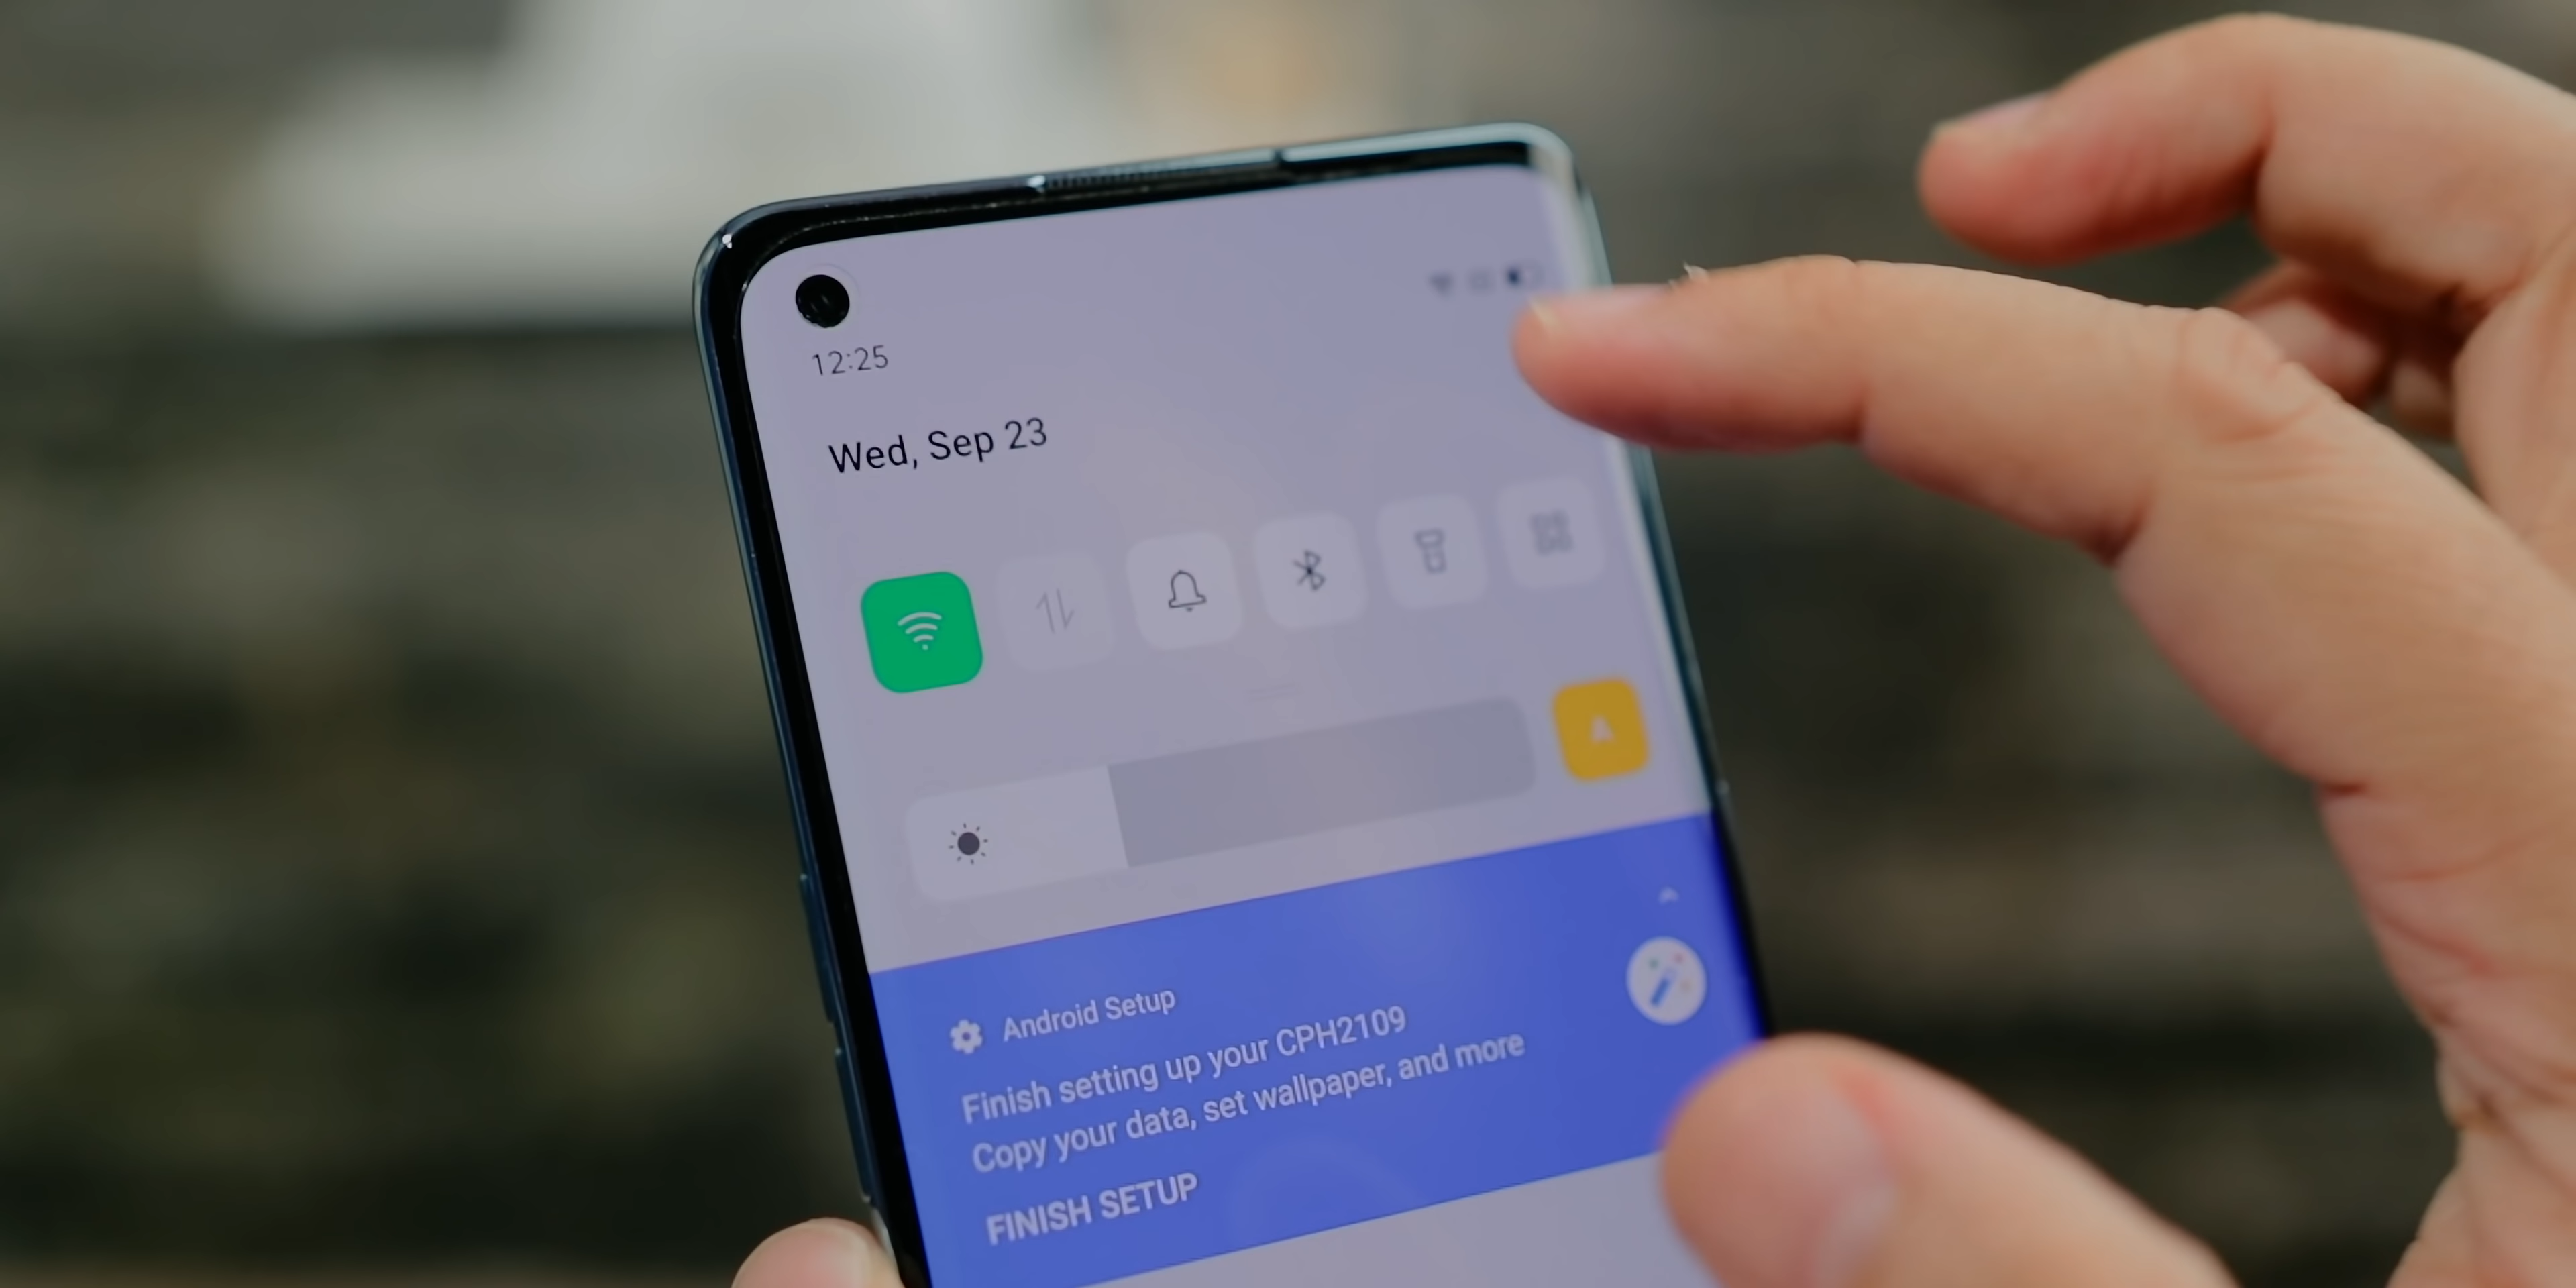 12:25
Wed, Sep 23
A
Android Setup
Finish setting up your CPH2109
Copy your data, set wallpaper, and more
FINISH SETUP